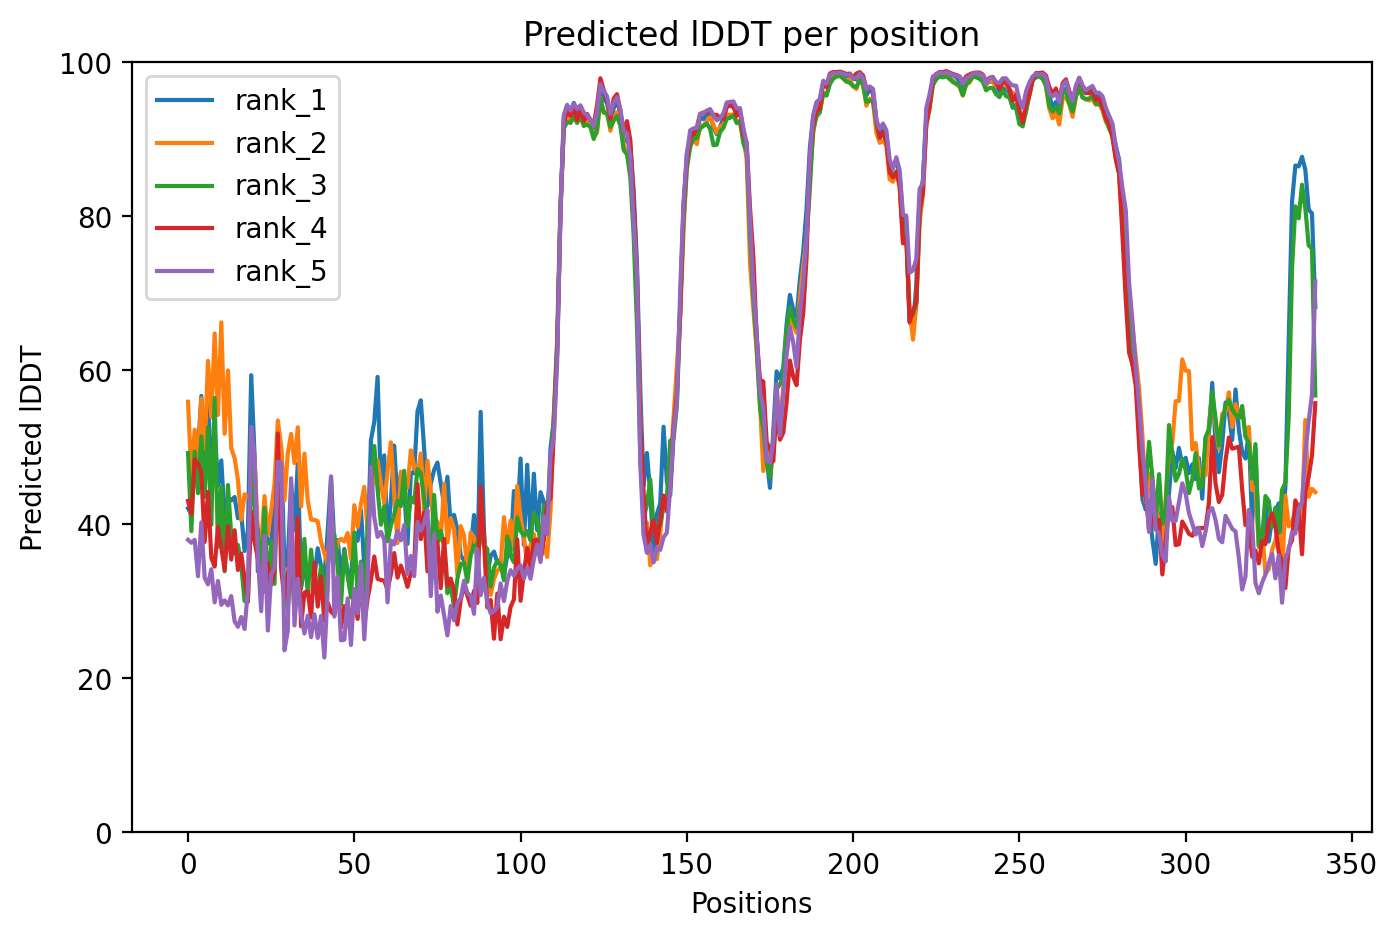 Predicted lDDT per position
100
80
60
40
20
0
Predicted lDDT
rank_1
rank_2
rank_3
rank_4
rank_5
0 50 100 150 200 250 300 350
Positions